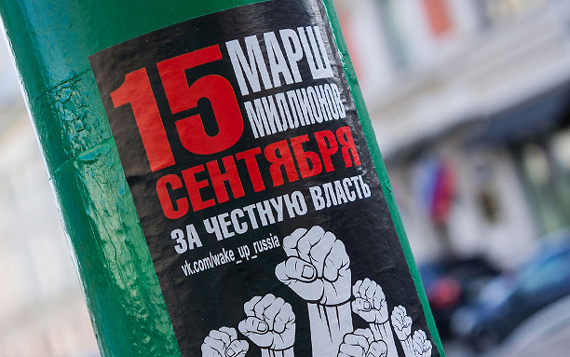 15 МАРШ
МИЛЛИОНОВ
СЕНТЯБРЯ
ЗА ЧЕСТНУЮ ВЛАСТЬ
vk.com/wake_up_russia